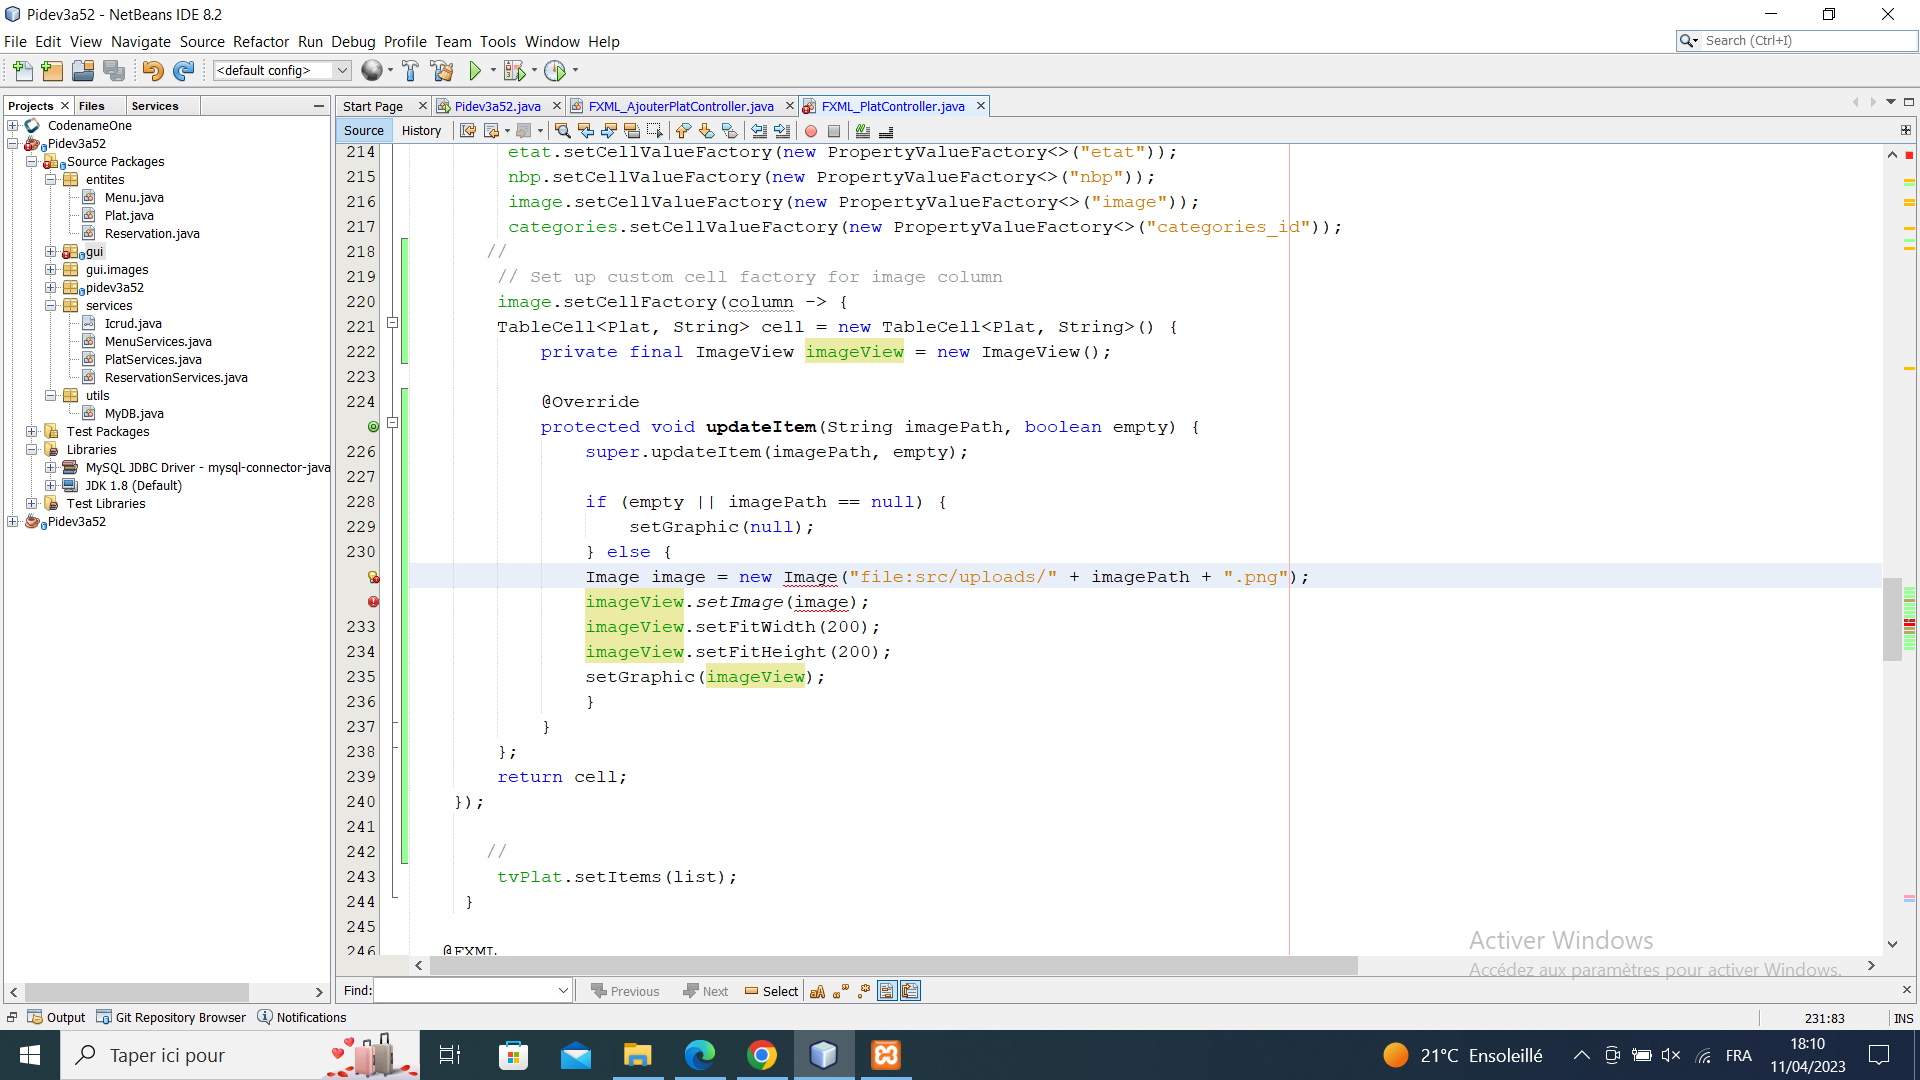 Pidev3a52 - NetBeans IDE 8.2
File Edit View Navigate Source Refactor Run Debug Profile Team Tools Window Help
Search (Ctrl+I)
<default config>
Projects Files Services
Start Page Pidev3a52.java FXML_AjouterPlatController.java FXML_PlatController.java
Source History
CodenameOne
Pidev3a52
Source Packages
entites
Menu.java
Plat.java
Reservation.java
gui
gui.images
pidev3a52
services
Icrud.java
MenuServices.java
PlatServices.java
ReservationServices.java
utils
MyDB.java
Test Packages
Libraries
MySQL JDBC Driver - mysql-connector-java
JDK 1.8 (Default)
Test Libraries
Pidev3a52
214 etat.setCellValueFactory(new PropertyValueFactory<>("etat"));
215 nbp.setCellValueFactory(new PropertyValueFactory<>("nbp"));
216 image.setCellValueFactory(new PropertyValueFactory<>("image"));
217 categories.setCellValueFactory(new PropertyValueFactory<>("categories_id"));
218 //
219 // Set up custom cell factory for image column
220 image.setCellFactory(column -> {
221 TableCell<Plat, String> cell = new TableCell<Plat, String>() {
222 private final ImageView imageView = new ImageView();
223
224 @Override
protected void updateItem(String imagePath, boolean empty) {
226 super.updateItem(imagePath, empty);
227
228 if (empty || imagePath == null) {
229 setGraphic(null);
230 } else {
Image image = new Image("file:src/uploads/" + imagePath + ".png");
imageView.setImage(image);
233 imageView.setFitWidth(200);
234 imageView.setFitHeight(200);
235 setGraphic(imageView);
236 }
237 }
238 };
239 return cell;
240 });
241
242 //
243 tvPlat.setItems(list);
244 }
245
246 @FXML
Activer Windows
Accédez aux paramètres pour activer Windows.
Find: Previous Next Select
Output Git Repository Browser Notifications
231:83 INS
Taper ici pour
21°C Ensoleillé
FRA
18:10
11/04/2023